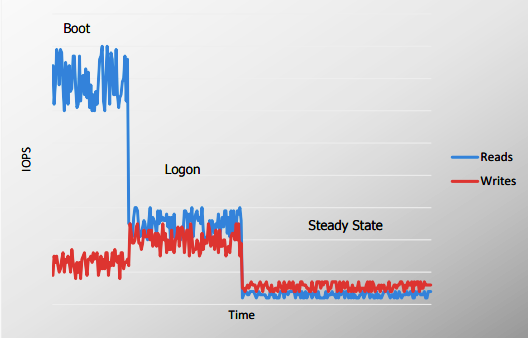 Boot
IOPS
Logon
Reads
Writes
Steady State
Time